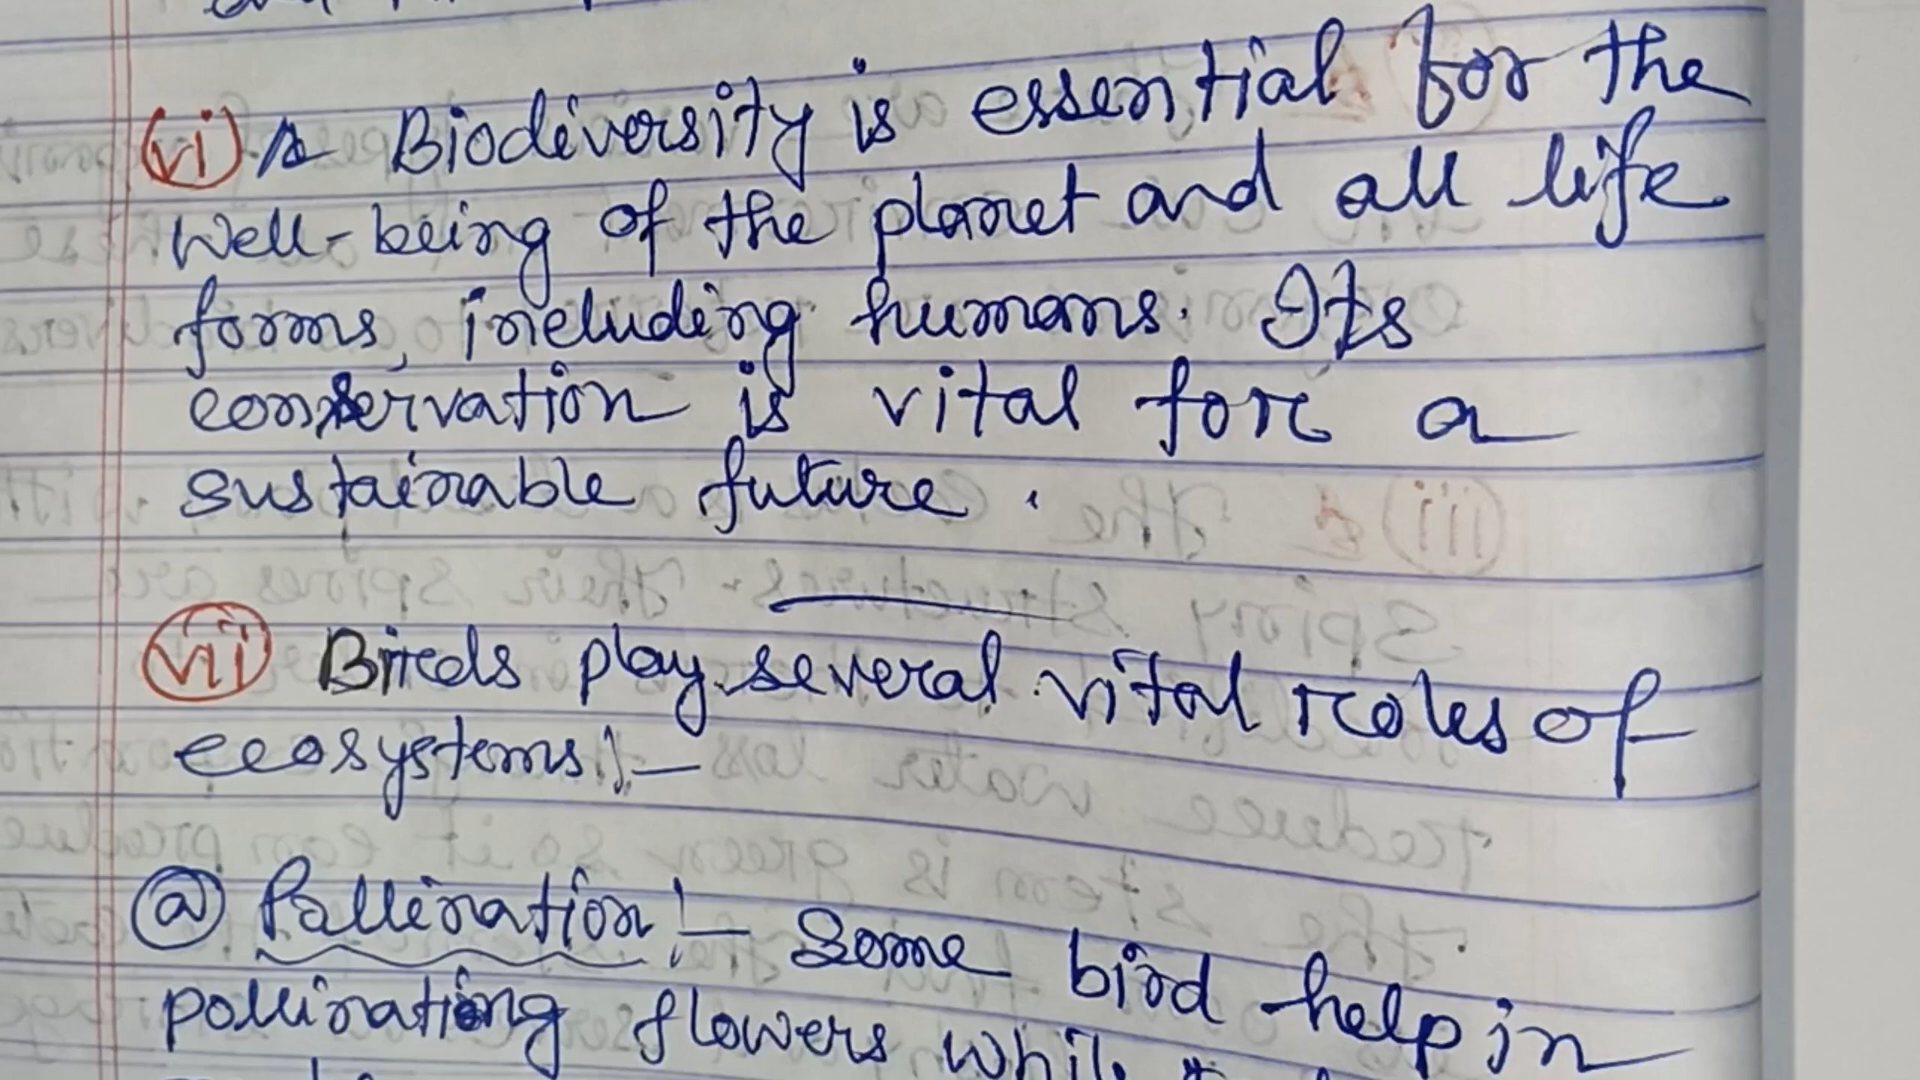 (vi) Biodiversity is essential for the
Well-being of the planet and all life
forms, including humans. Its
conservation is vital for a
sustainable future.
(vii) Birds play several vital roles of
ecosystems:-
(a) Pollination:- Some bird help in
pollinating flowers while